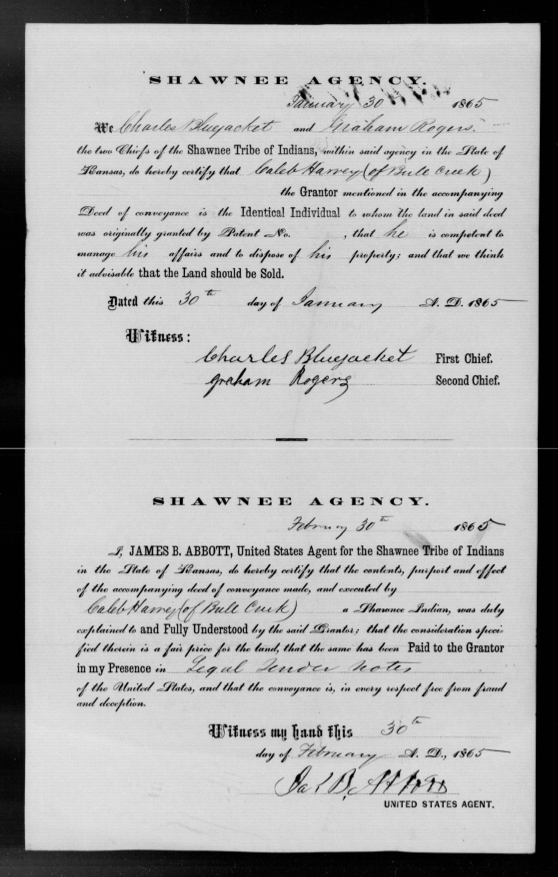 SHAWNEE AGENCY.
January 30 1865
We Charles Bluejacket and Graham Rogers.
the two Chiefs of the Shawnee Tribe of Indians, within said agency in the State of
Kansas, do hereby certify that Caleb Harvey (of Bull Creek)
the Grantor mentioned in the accompanying
Deed of conveyance is the Identical Individual to whom the land in said deed
was originally granted by Patent No. , that he is competent to
manage his affairs and to dispose of his property; and that we think
it advisable that the Land should be Sold.
Dated this 30th day of January A. D. 1865
Witness:
Charles Bluejacket First Chief.
graham Rogers Second Chief.
SHAWNEE AGENCY.
February 30th 1865
I, JAMES B. ABBOTT, United States Agent for the Shawnee Tribe of Indians
in the State of Kansas, do hereby certify that the contents, purport and effect
of the accompanying deed of conveyance made, and executed by
Caleb Harvey (of Bull Creek) a Shawnee Indian, was duly
explained to and Fully Understood by the said Grantor; that the consideration speci-
fied therein is a fair price for the land, that the same has been Paid to the Grantor
in my Presence in Legal Tender Notes
of the United States, and that the conveyance is, in every respect free from fraud
and deception.
Witness my hand this 30th
day of February A. D., 1865
Jas B. Abbott
UNITED STATES AGENT.